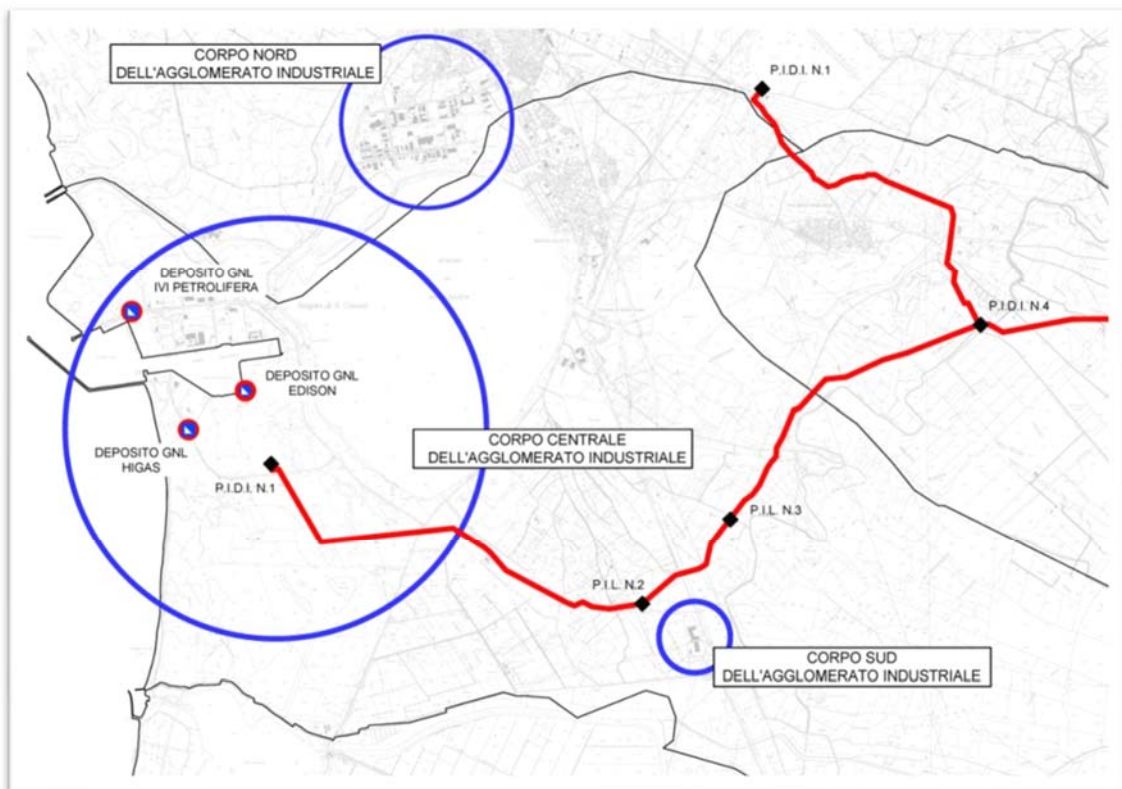 CORPO NORD
DELL'AGGLOMERATO INDUSTRIALE
P.I.D.I. N.1
DEPOSITO GNL
IVI PETROLIFERA
P.I.D.I. N.4
DEPOSITO GNL
EDISON
CORPO CENTRALE
DELL'AGGLOMERATO INDUSTRIALE
DEPOSITO GNL
HIGAS
P.I.D.I. N.1
P.I.L. N.3
P.I.L. N.2
CORPO SUD
DELL'AGGLOMERATO INDUSTRIALE